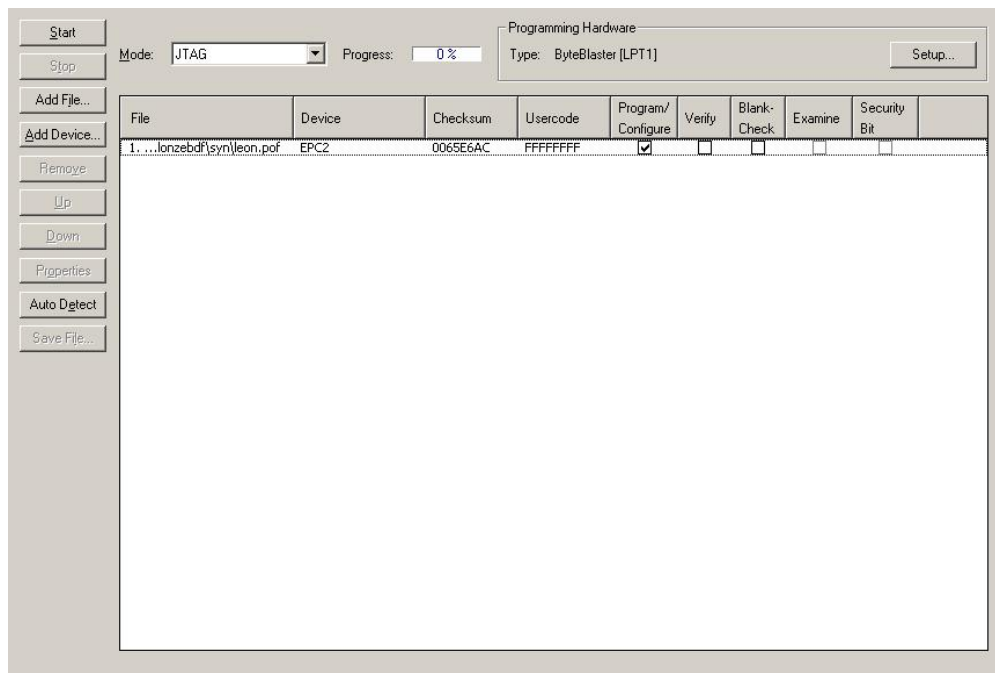 Start
Stop
Add File...
Add Device...
Remove
Up
Down
Properties
Auto Detect
Save File...
Mode: JTAG Progress: 0 %
Programming Hardware
Type: ByteBlaster [LPT1] Setup...
File Device Checksum Usercode Program/ Configure Verify Blank- Check Examine Security Bit
1. ...lonzebdf\syn\leon.pof EPC2 0065E6AC FFFFFFFF